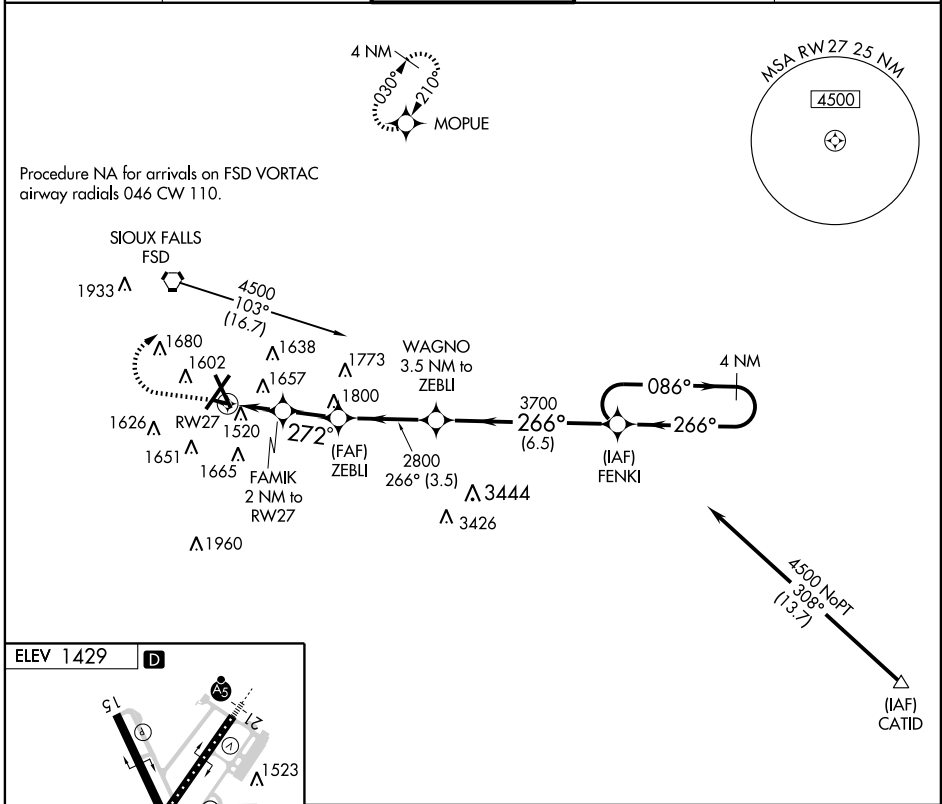 4 NM
030°
210°
MOPUE
MSA RW27 25 NM
4500
Procedure NA for arrivals on FSD VORTAC
airway radials 046 CW 110.
SIOUX FALLS
FSD
1933
4500
103°
(16.7)
1680
1602
1638
1657
1773
1800
WAGNO
3.5 NM to
ZEBLI
4 NM
086°
3700
266°
(6.5)
266°
1626
RW27
1520
272°
(FAF)
ZEBLI
2800
266° (3.5)
(IAF)
FENKI
1651
1665
FAMIK
2 NM to
RW27
3444
3426
1960
4500 NoPT
308°
(13.7)
(IAF)
CATID
ELEV 1429
D
A5
15
21
P
V
1523